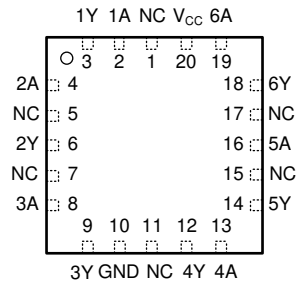 1Y 1A NC VCC 6A
3 2 1 20 19
2A 4 18 6Y
NC 5 17 NC
2Y 6 16 5A
NC 7 15 NC
3A 8 14 5Y
9 10 11 12 13
3Y GND NC 4Y 4A